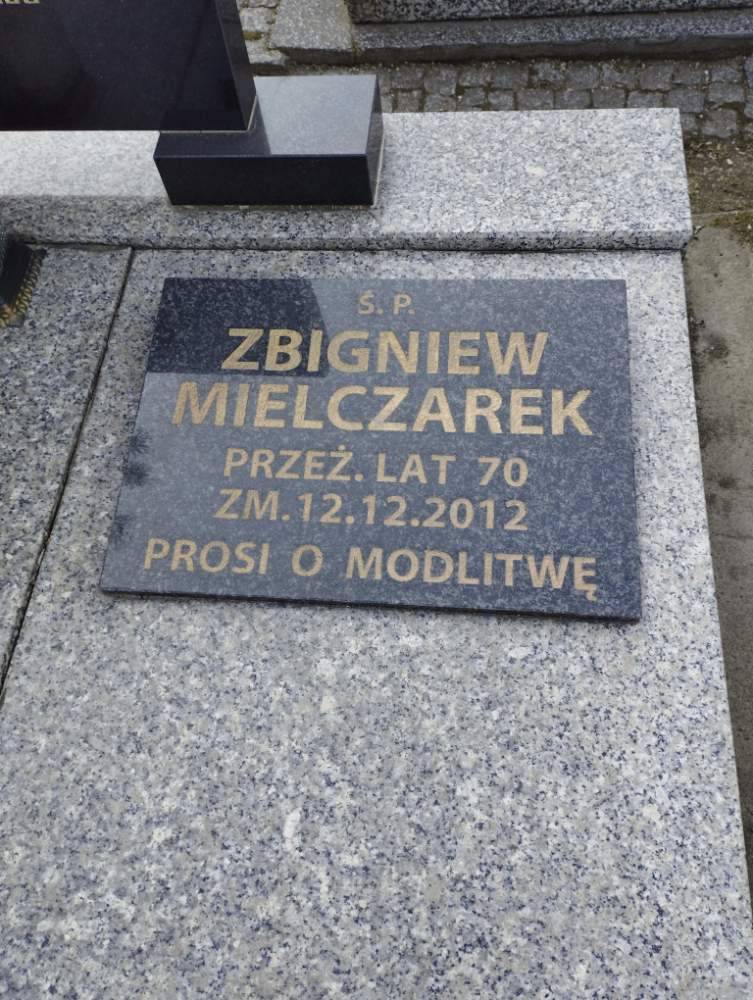 Ś. P.
ZBIGNIEW
MIELCZAREK
PRZEŻ. LAT 70
ZM. 12.12.2012
PROSI O MODLITWĘ